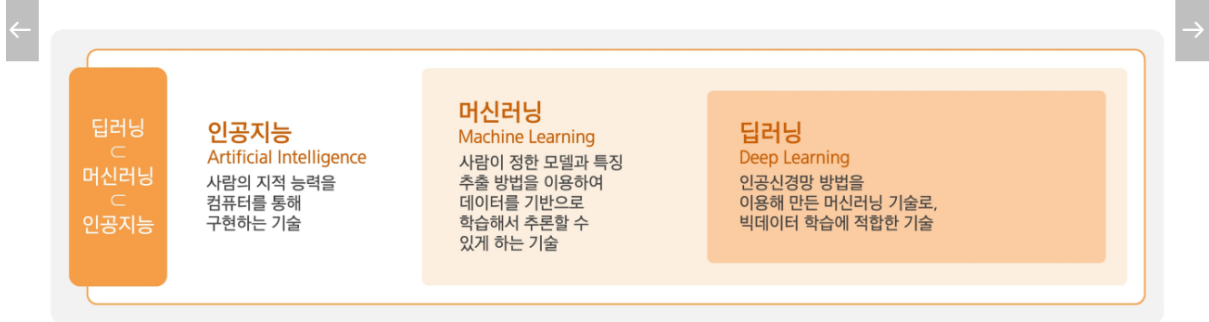 딥러닝
⊂
머신러닝
⊂
인공지능
인공지능
Artificial Intelligence
사람의 지적 능력을
컴퓨터를 통해
구현하는 기술
머신러닝
Machine Learning
사람이 정한 모델과 특징
추출 방법을 이용하여
데이터를 기반으로
학습해서 추론할 수
있게 하는 기술
딥러닝
Deep Learning
인공신경망 방법을
이용해 만든 머신러닝 기술로,
빅데이터 학습에 적합한 기술